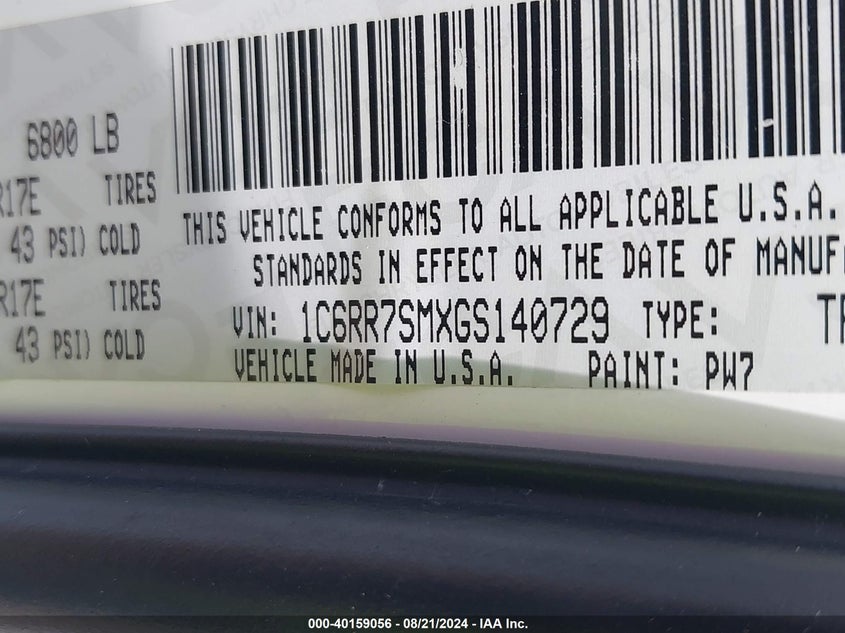 6800 LB
R17E TIRES
43 PSI) COLD
R17E TIRES
43 PSI) COLD
THIS VEHICLE CONFORMS TO ALL APPLICABLE U.S.A.
STANDARDS IN EFFECT ON THE DATE OF MANUF
VIN: 1C6RR7SMXGS140729 TYPE: TR
VEHICLE MADE IN U.S.A. PAINT: PW7
000-40159056 - 08/21/2024 - IAA Inc.